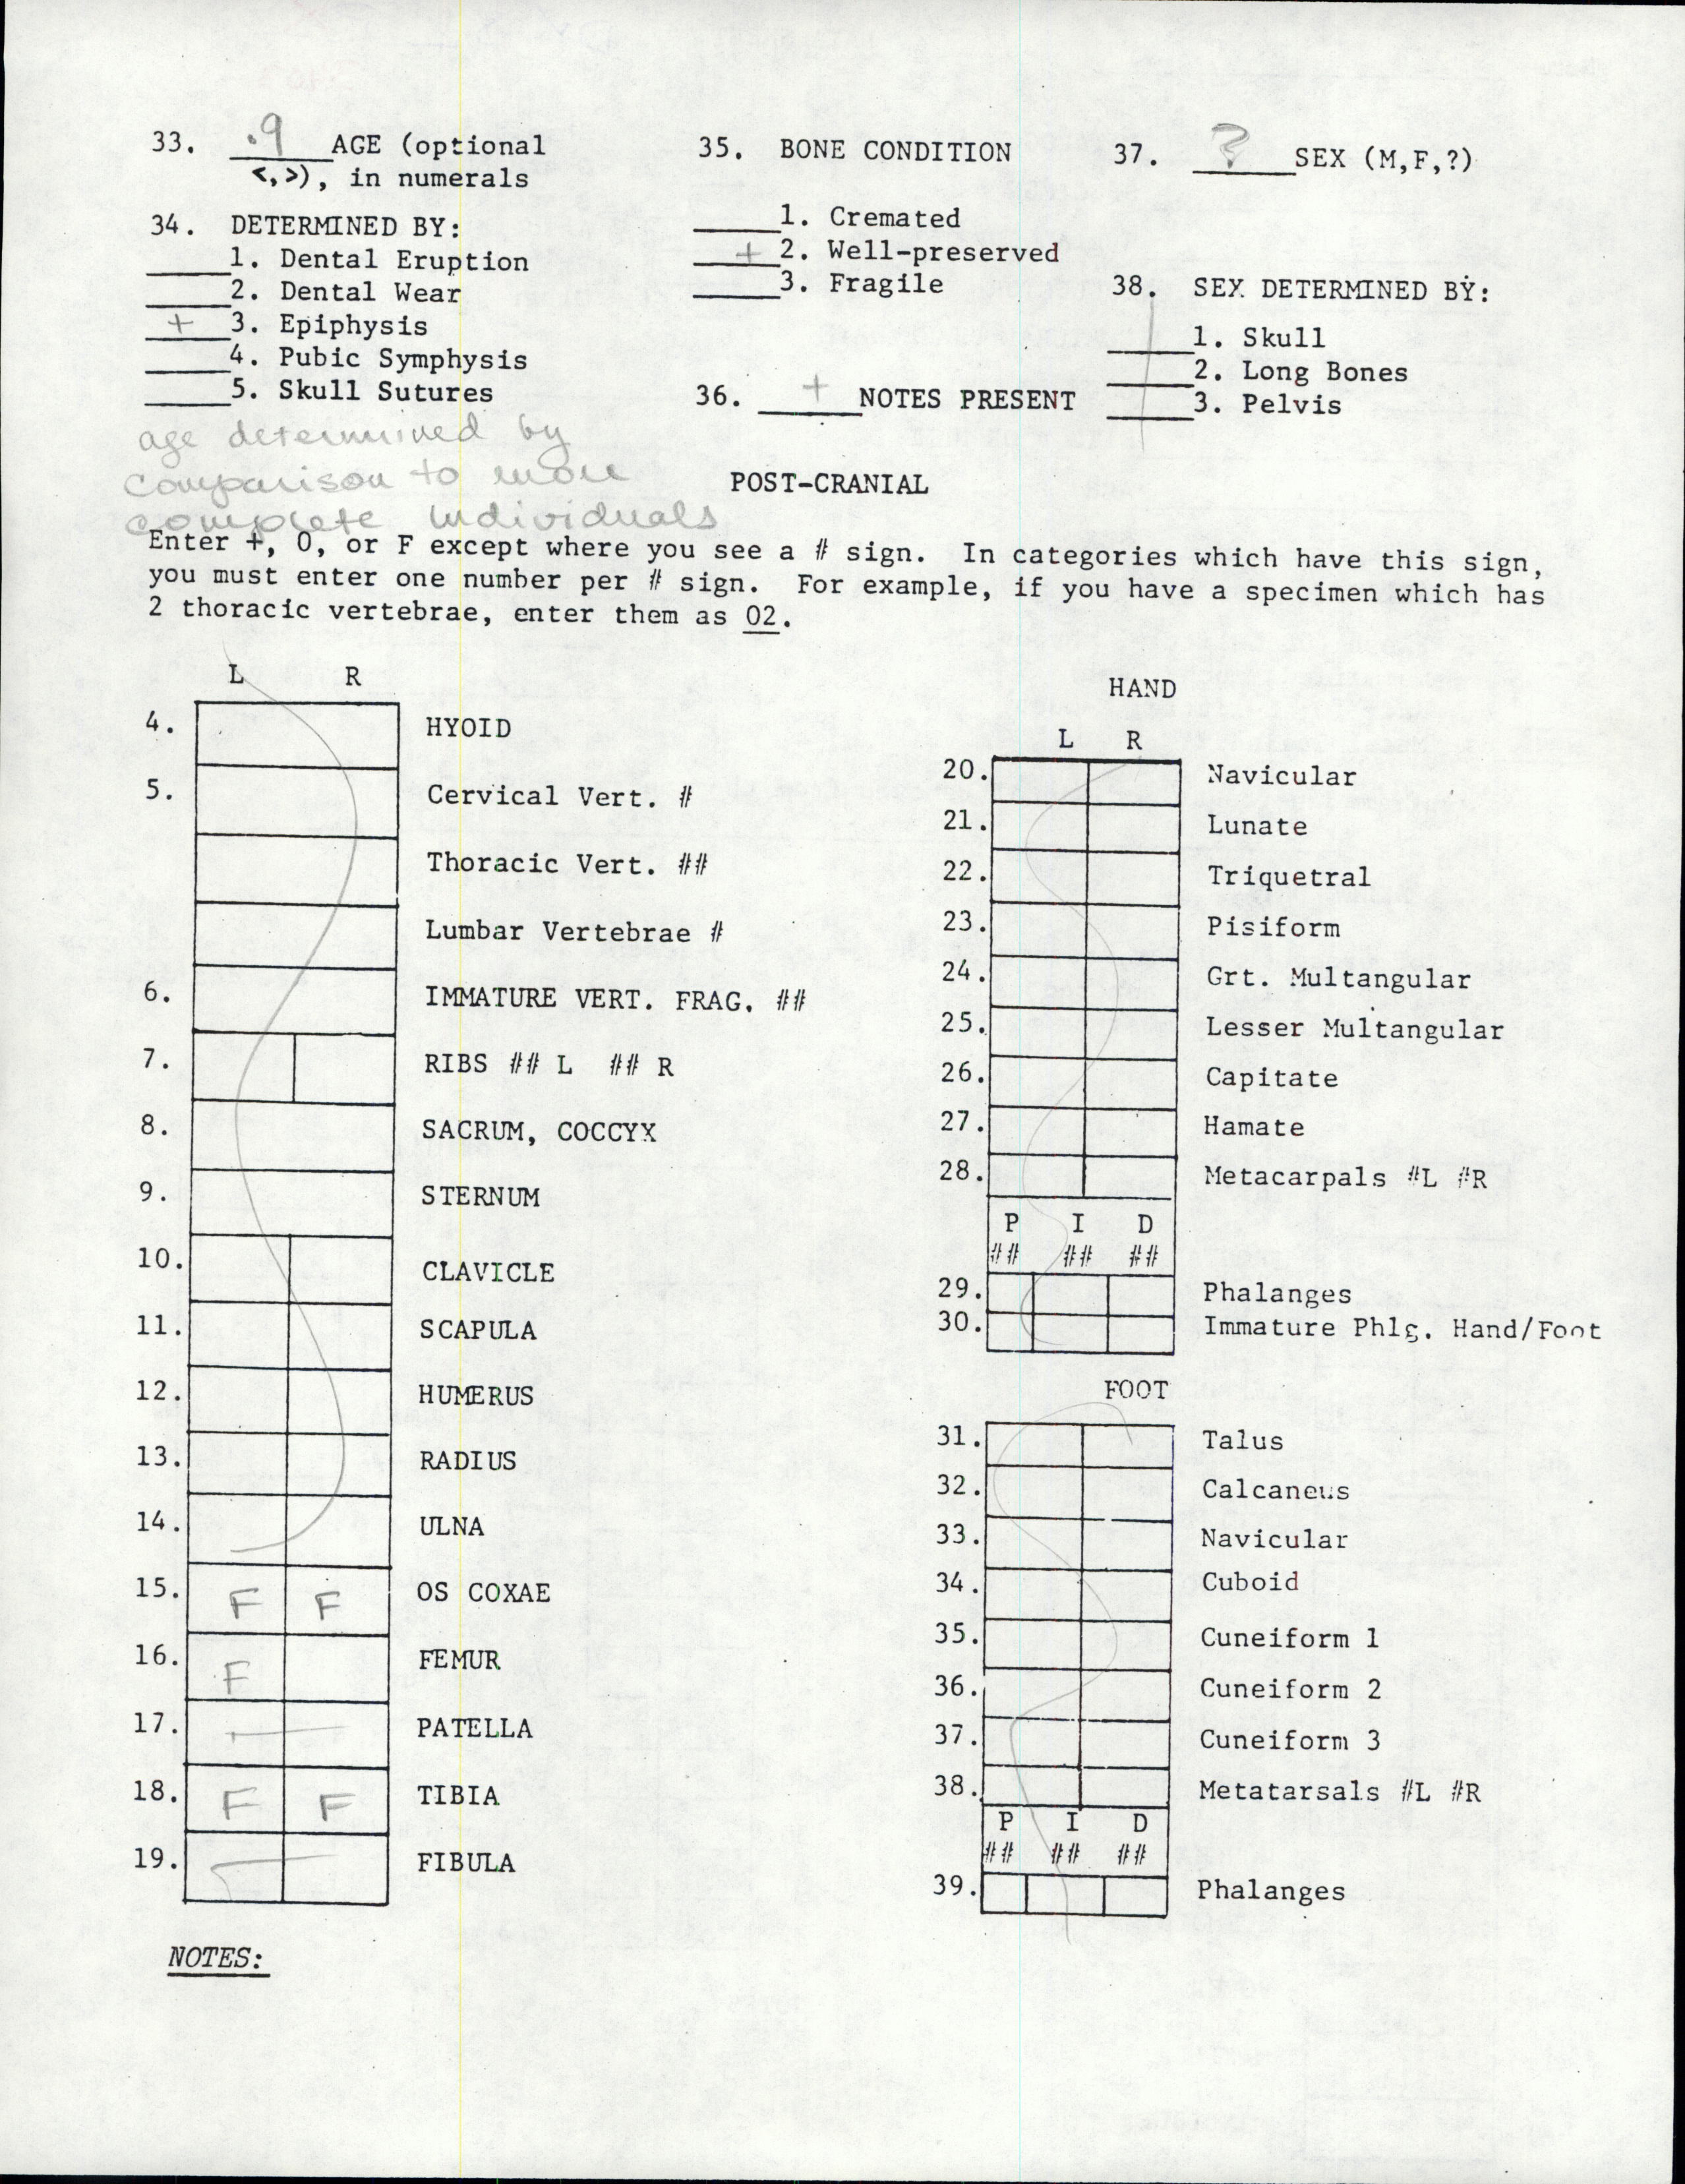 33. .9 AGE (optional
<,>), in numerals
34. DETERMINED BY:
1. Dental Eruption
2. Dental Wear
+ 3. Epiphysis
4. Pubic Symphysis
5. Skull Sutures
age determined by
comparison to more
complete individuals
35. BONE CONDITION
1. Cremated
+ 2. Well-preserved
3. Fragile
36. + NOTES PRESENT
37. ? SEX (M,F,?)
38. SEX DETERMINED BY:
1. Skull
2. Long Bones
3. Pelvis
POST-CRANIAL
Enter +, 0, or F except where you see a # sign. In categories which have this sign,
you must enter one number per # sign. For example, if you have a specimen which has
2 thoracic vertebrae, enter them as 02.
L R
4. HYOID
5. Cervical Vert. #
Thoracic Vert. ##
Lumbar Vertebrae #
6. IMMATURE VERT. FRAG. ##
7. RIBS ## L ## R
8. SACRUM, COCCYX
9. STERNUM
10. CLAVICLE
11. SCAPULA
12. HUMERUS
13. RADIUS
14. ULNA
15. F F OS COXAE
16. F FEMUR
17. PATELLA
18. F F TIBIA
19. FIBULA
NOTES:
HAND
L R
20. Navicular
21. Lunate
22. Triquetral
23. Pisiform
24. Grt. Multangular
25. Lesser Multangular
26. Capitate
27. Hamate
28. Metacarpals #L #R
P I D
## ## ##
29. Phalanges
30. Immature Phlg. Hand/Foot
FOOT
31. Talus
32. Calcaneus
33. Navicular
34. Cuboid
35. Cuneiform 1
36. Cuneiform 2
37. Cuneiform 3
38. Metatarsals #L #R
P I D
## ## ##
39. Phalanges